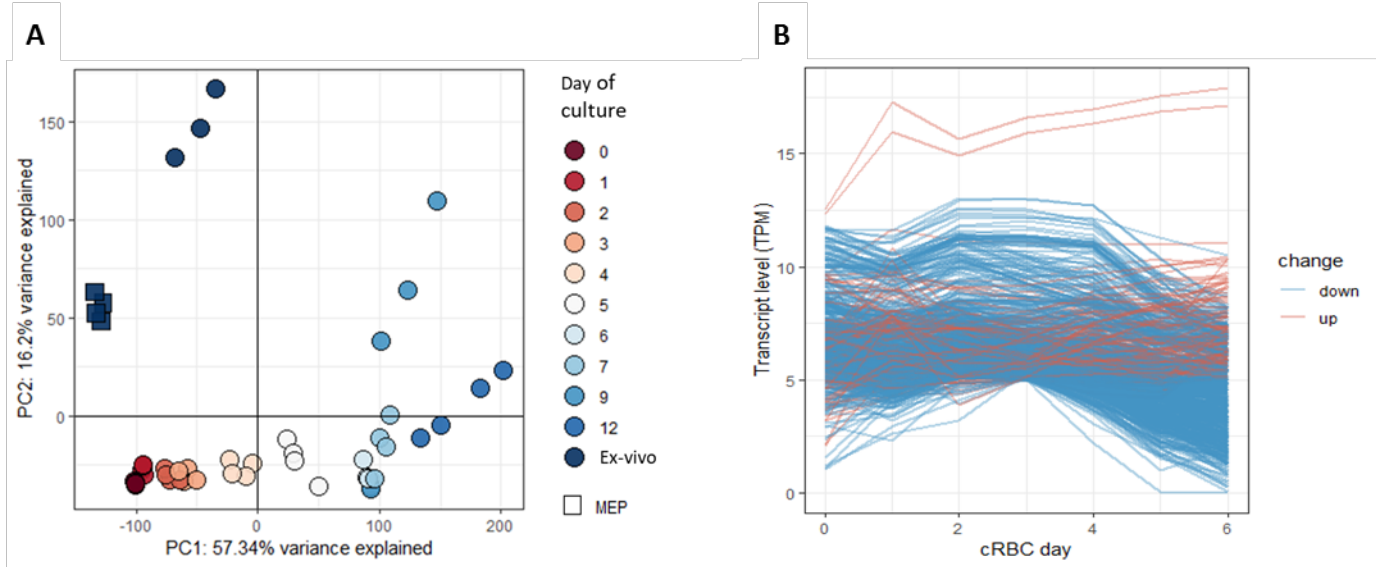 A
PC2: 16.2% variance explained
150
100
50
0
-100
0
100
200
PC1: 57.34% variance explained
Day of
culture
0
1
2
3
4
5
6
7
9
12
Ex-vivo
MEP
B
Transcript level (TPM)
15
10
5
0
0
2
4
6
cRBC day
change
down
up